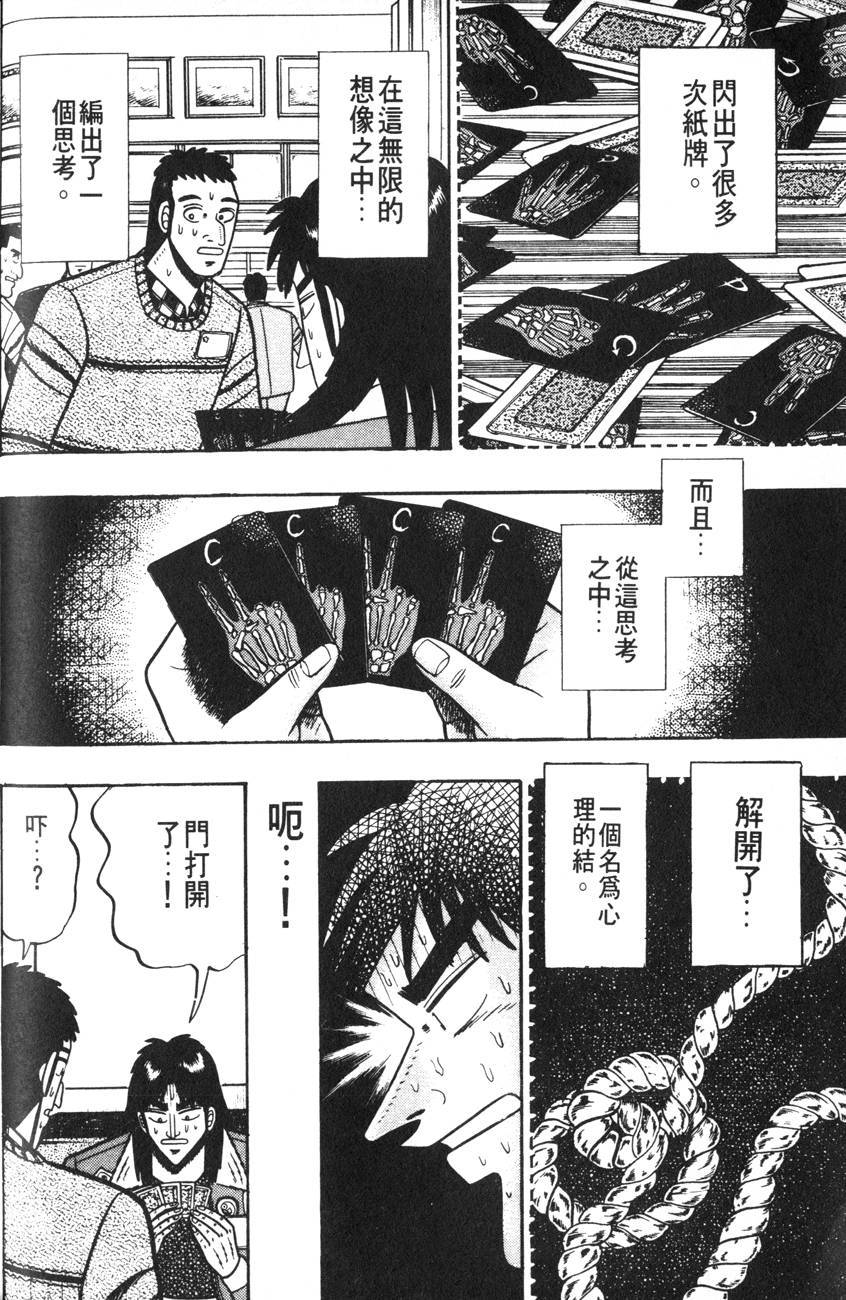 閃出了很多
次紙牌。
在這無限的
想像之中…
編出了一
個思考。
C
A
C
C
而且…
從這思考
之中…
C
C
C
C
解開了…
一個名爲心
理的結。
呃…！
門打開
了…！
吓…？